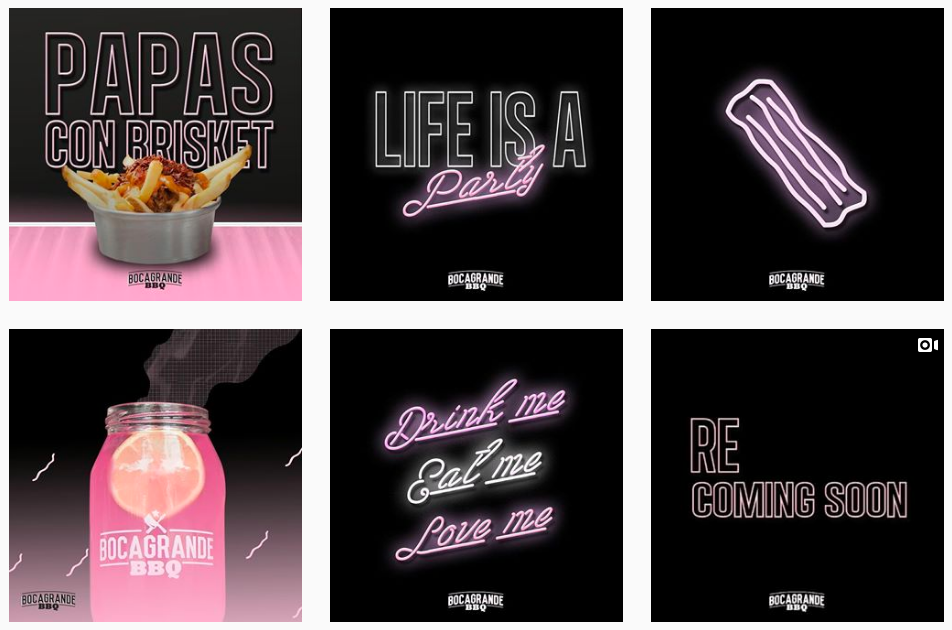 PAPAS
CON BRISKET
BOCAGRANDE
BBQ
LIFE IS A
Party
BOCAGRANDE
BBQ
BOCAGRANDE
BBQ
BOCAGRANDE
BBQ
BOCAGRANDE
BBQ
Drink me
Eat me
Love me
BOCAGRANDE
BBQ
RE
COMING SOON
BOCAGRANDE
BBQ